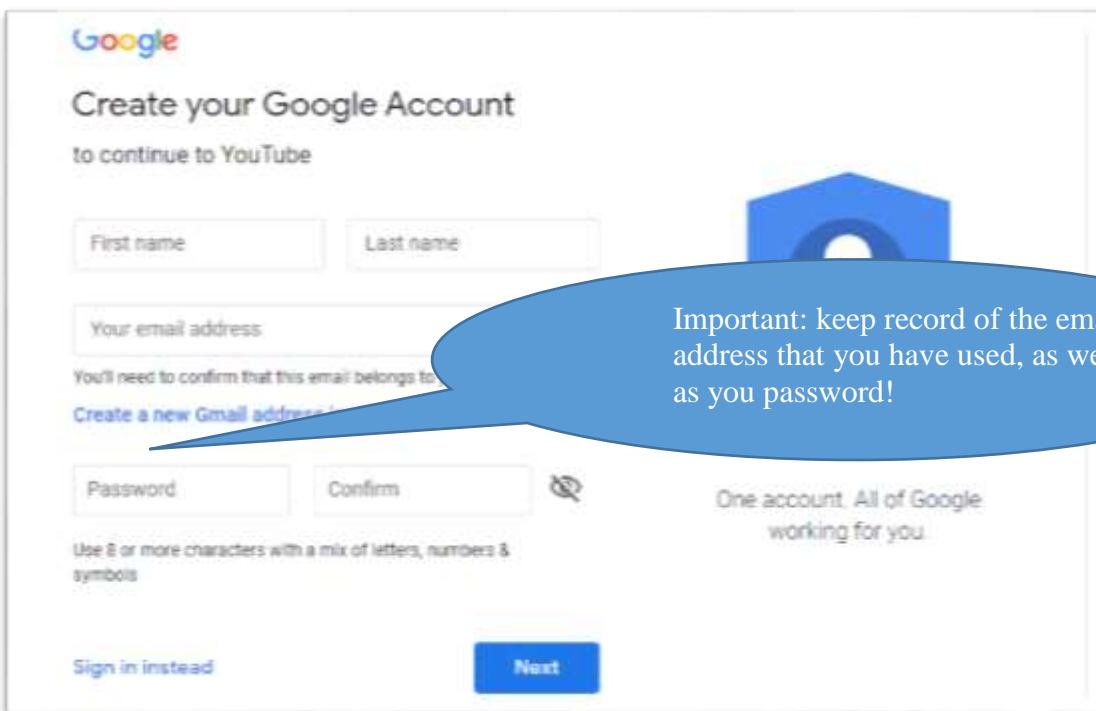 Google
Create your Google Account
to continue to YouTube
First name
Last name
Your email address
You'll need to confirm that this email belongs to
Create a new Gmail address
Important: keep record of the ema
address that you have used, as we
as you password!
Password
Confirm
Use 8 or more characters with a mix of letters, numbers &
symbols
One account. All of Google
working for you.
Sign in instead
Next